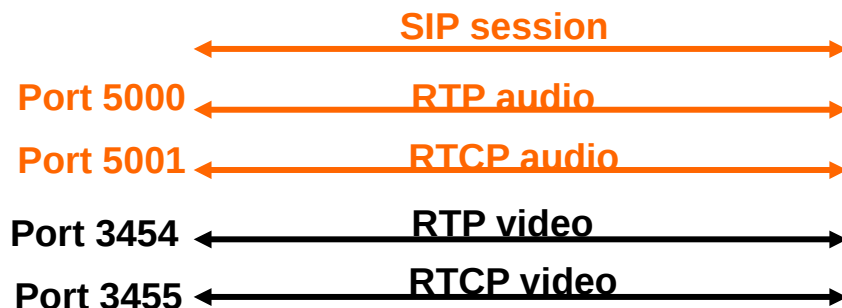 SIP session
Port 5000 RTP audio
Port 5001 RTCP audio
Port 3454 RTP video
Port 3455 RTCP video